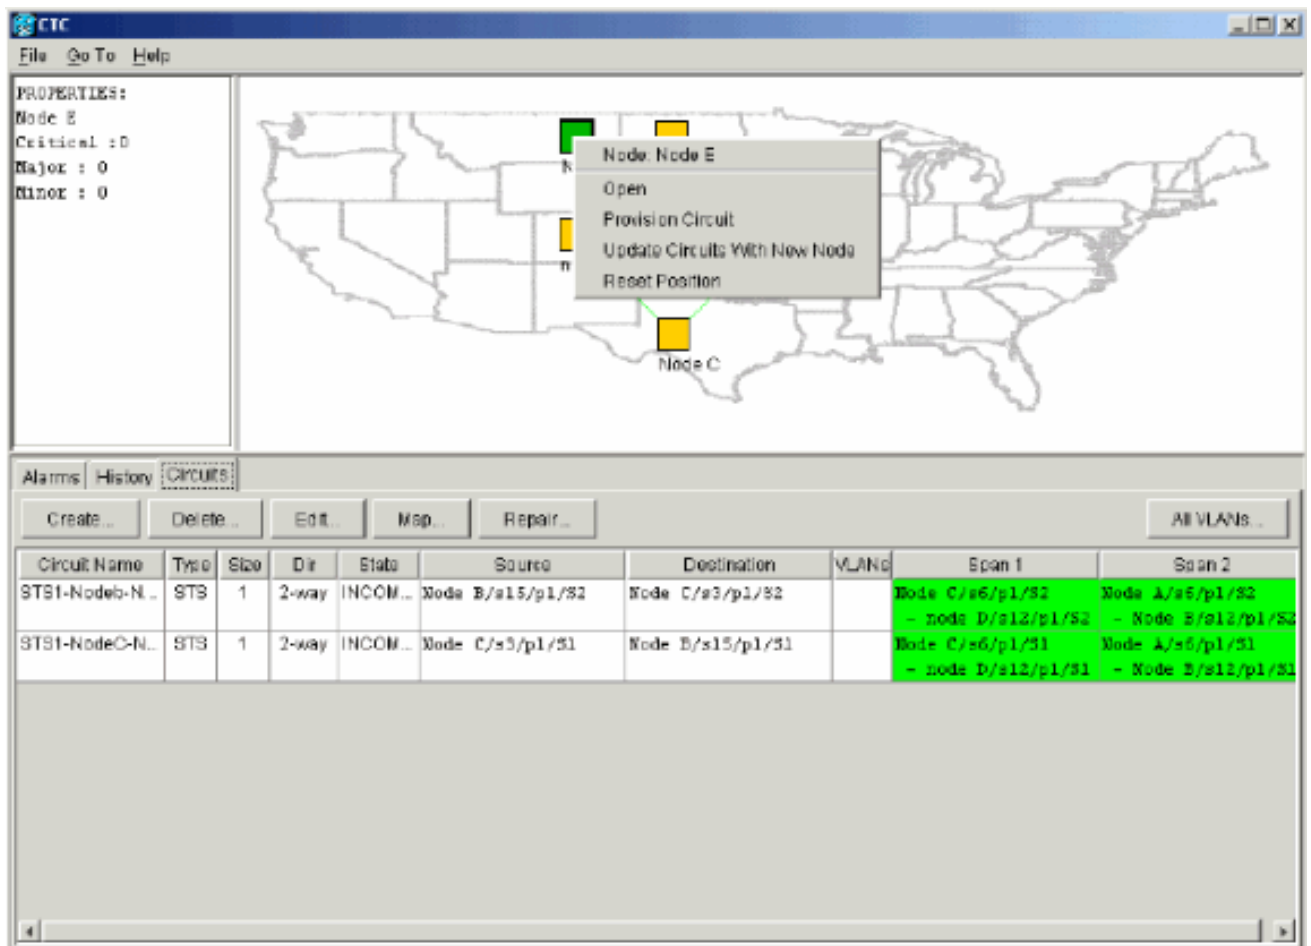 CTC
File Go To Help
PROPERTIES:
Node E
Critical :0
Major : 0
Minor : 0
N
Node: Node E
Open
Provision Circuit
Update Circuits With New Node
Reset Position
n
Node C
Alarms History Circuits
Create... Delete... Edit... Map... Repair... All VLANs...
Circuit Name Type Size Dir State Source Destination VLANs Span 1 Span 2
STS1-Nodeb-N... STS 1 2-way INCOM... Node B/s15/p1/S2 Node C/s3/p1/S2 Node C/s6/p1/S2 Node A/s6/p1/S2
- node D/s12/p1/S2 - Node B/s12/p1/S2
STS1-NodeC-N... STS 1 2-way INCOM... Node C/s3/p1/S1 Node B/s15/p1/S1 Node C/s6/p1/S1 Node A/s6/p1/S1
- node D/s12/p1/S1 - Node B/s12/p1/S1